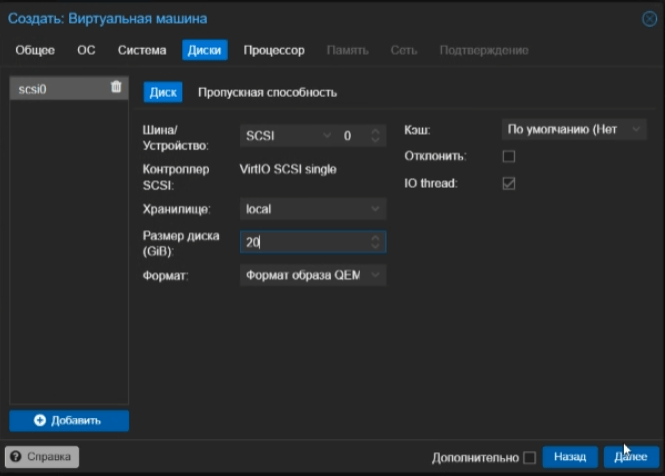 Создать: Виртуальная машина
Общее ОС Система Диски Процессор Память Сеть Подтверждение
scsi0
Диск Пропускная способность
Шина/
Устройство:
SCSI 0
Контроллер
SCSI:
VirtIO SCSI single
Хранилище: local
Размер диска
(GiB):
20
Формат: Формат образа QEM
Кэш: По умолчанию (Нет
Отклонить:
IO thread:
Добавить
Справка
Дополнительно Назад Далее